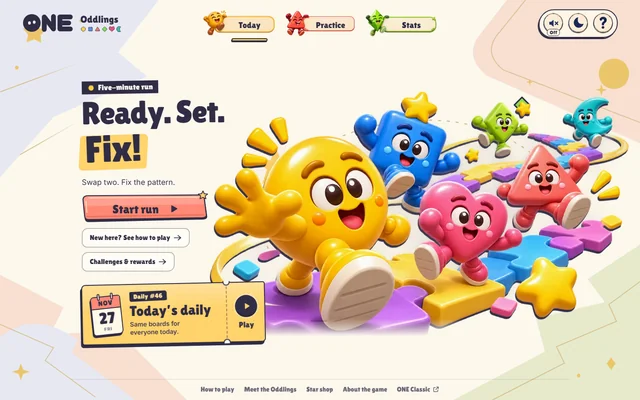 ONE Oddlings
Today
Practice
Stats
Off
?
Five-minute run
Ready. Set.
Fix!
Swap two. Fix the pattern.
Start run
New here? See how to play →
Challenges & rewards →
NOV
27
FRI
Daily #46
Today's daily
Same boards for
everyone today.
Play
How to play
Meet the Oddlings
Star shop
About the game
ONE Classic